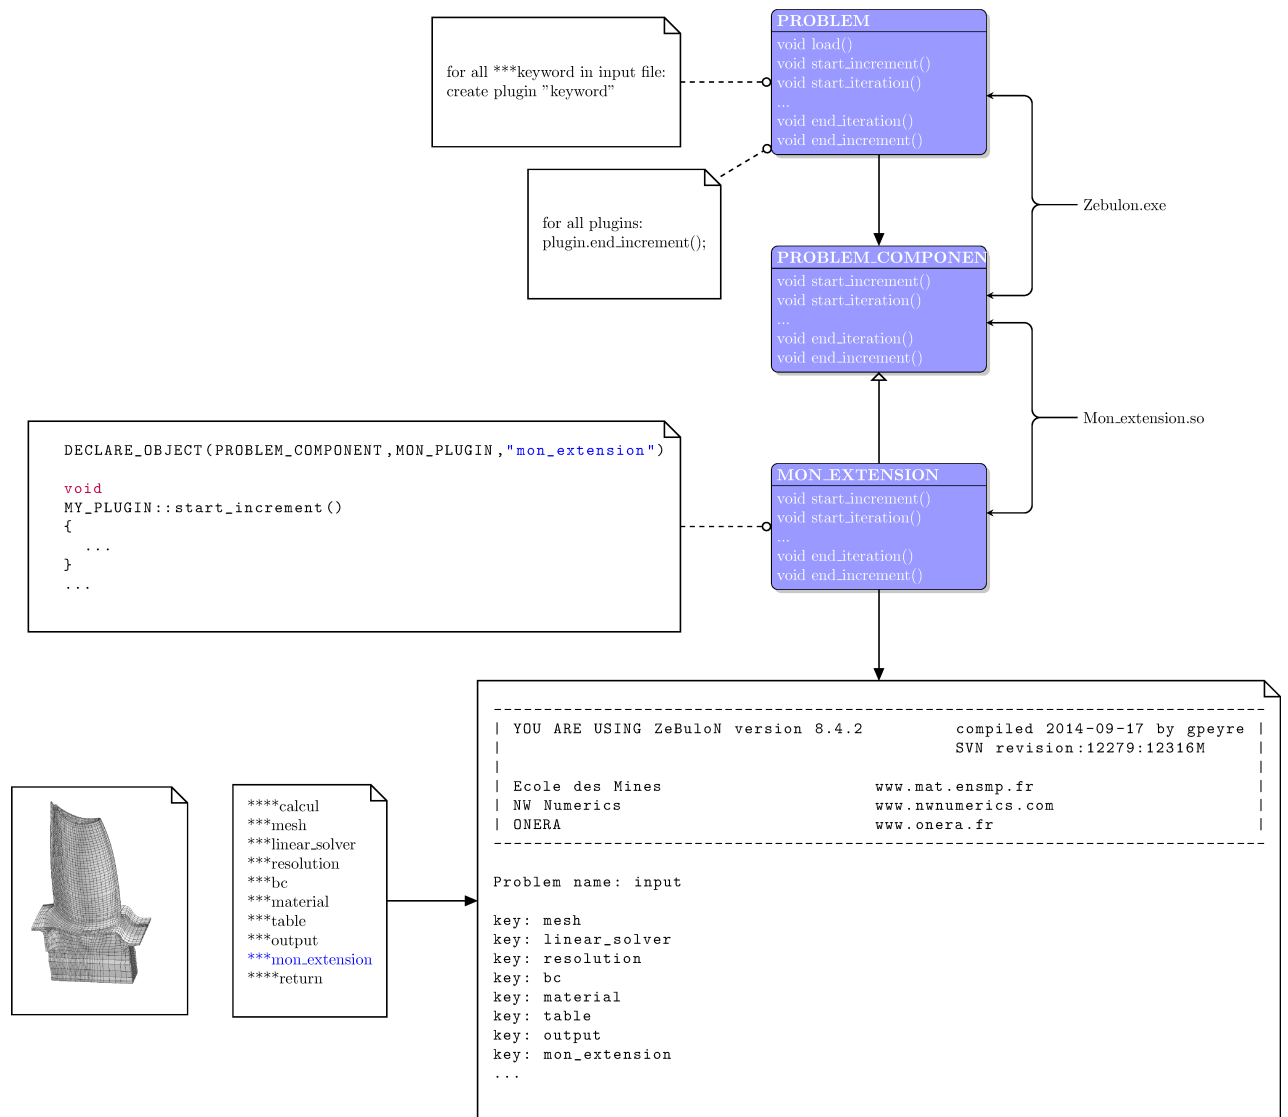 PROBLEM
void load()
void start_increment()
void start_iteration()
...
void end_iteration()
void end_increment()
for all ***keyword in input file:
create plugin ”keyword”
for all plugins:
plugin.end_increment();
Zebulon.exe
PROBLEM_COMPONEN
void start_increment()
void start_iteration()
...
void end_iteration()
void end_increment()
Mon_extension.so
DECLARE_OBJECT(PROBLEM_COMPONENT,MON_PLUGIN,"mon_extension")
void
MY_PLUGIN::start_increment()
{
...
}
...
MON_EXTENSION
void start_increment()
void start_iteration()
...
void end_iteration()
void end_increment()
****calcul
***mesh
***linear_solver
***resolution
***bc
***material
***table
***output
***mon_extension
****return
-----------------------------------------------------------------------------
| YOU ARE USING ZeBuloN version 8.4.2 compiled 2014-09-17 by gpeyre |
| SVN revision:12279:12316M |
| |
| Ecole des Mines www.mat.ensmp.fr |
| NW Numerics www.nwnumerics.com |
| ONERA www.onera.fr |
-----------------------------------------------------------------------------
Problem name: input
key: mesh
key: linear_solver
key: resolution
key: bc
key: material
key: table
key: output
key: mon_extension
...